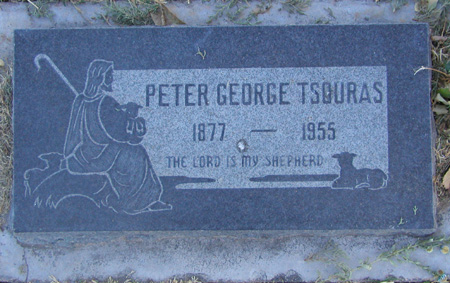 PETER GEORGE TSOURAS
1877 — 1955
THE LORD IS MY SHEPHERD